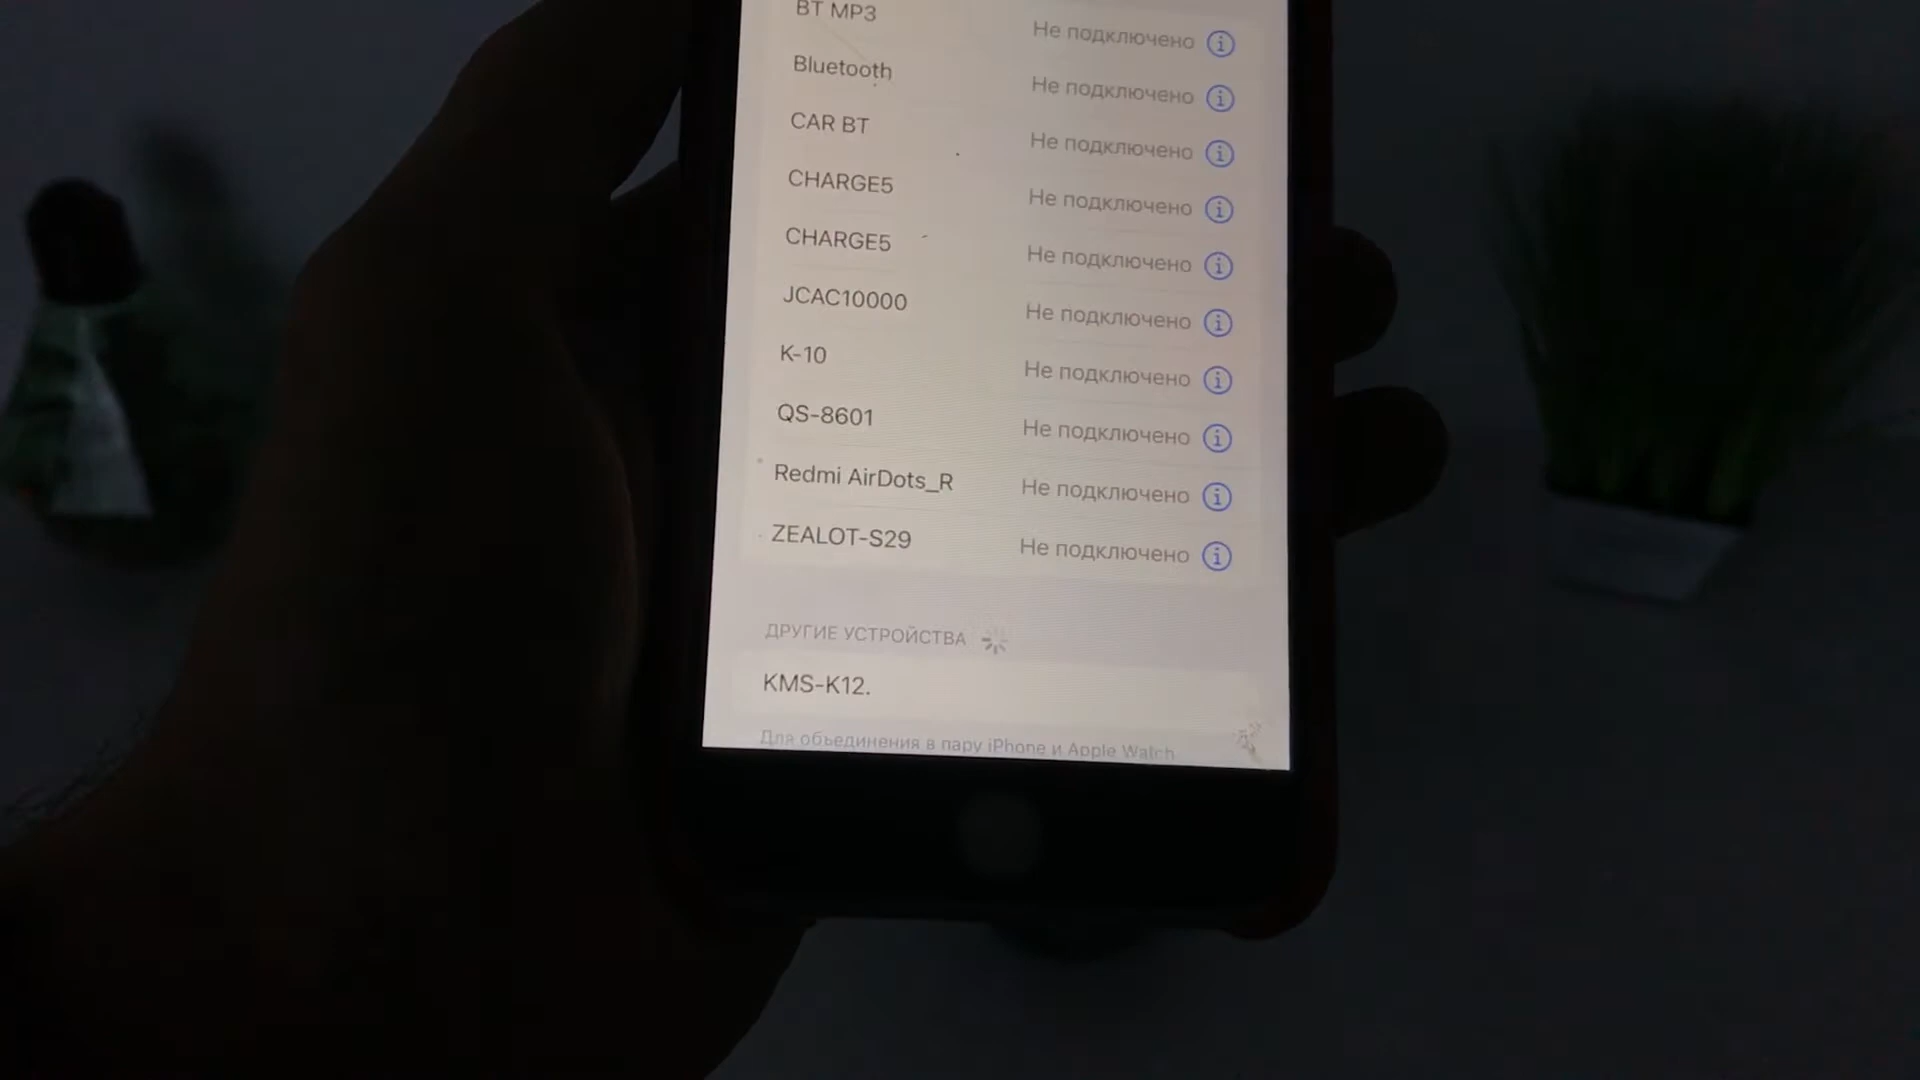 BT MP3 Не подключено
Bluetooth Не подключено
CAR BT Не подключено
CHARGE5 Не подключено
CHARGE5 Не подключено
JCAC10000 Не подключено
K-10 Не подключено
QS-8601 Не подключено
Redmi AirDots_R Не подключено
ZEALOT-S29 Не подключено
ДРУГИЕ УСТРОЙСТВА
KMS-K12.
Для объединения в пару iPhone и Apple Watch